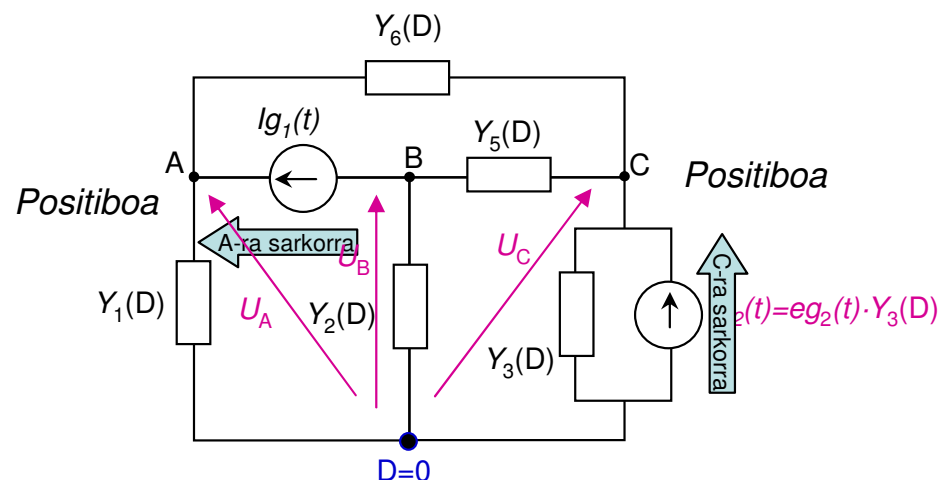 Y6(D)
Ig1(t)
Y5(D)
A
B
C
Positiboa
Positiboa
A-ra sarkorra
UB
UC
C-ra sarkorra
2(t)=eg2(t)·Y3(D)
Y1(D)
UA
Y2(D)
Y3(D)
D=0